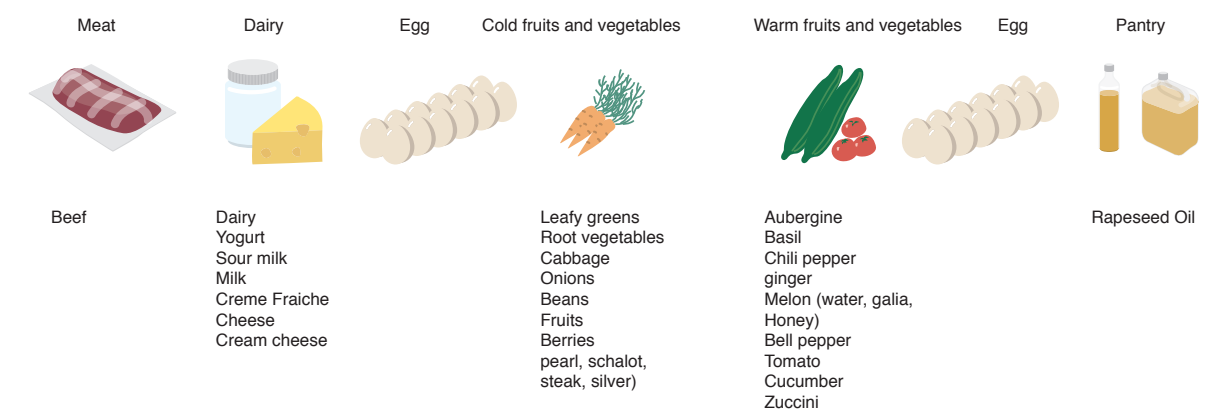 Meat
Dairy
Egg
Cold fruits and vegetables
Warm fruits and vegetables
Egg
Pantry
Beef
Dairy
Yogurt
Sour milk
Milk
Creme Fraiche
Cheese
Cream cheese
Leafy greens
Root vegetables
Cabbage
Onions
Beans
Fruits
Berries
pearl, schalot,
steak, silver)
Aubergine
Basil
Chili pepper
ginger
Melon (water, galia,
Honey)
Bell pepper
Tomato
Cucumber
Zuccini
Rapeseed Oil